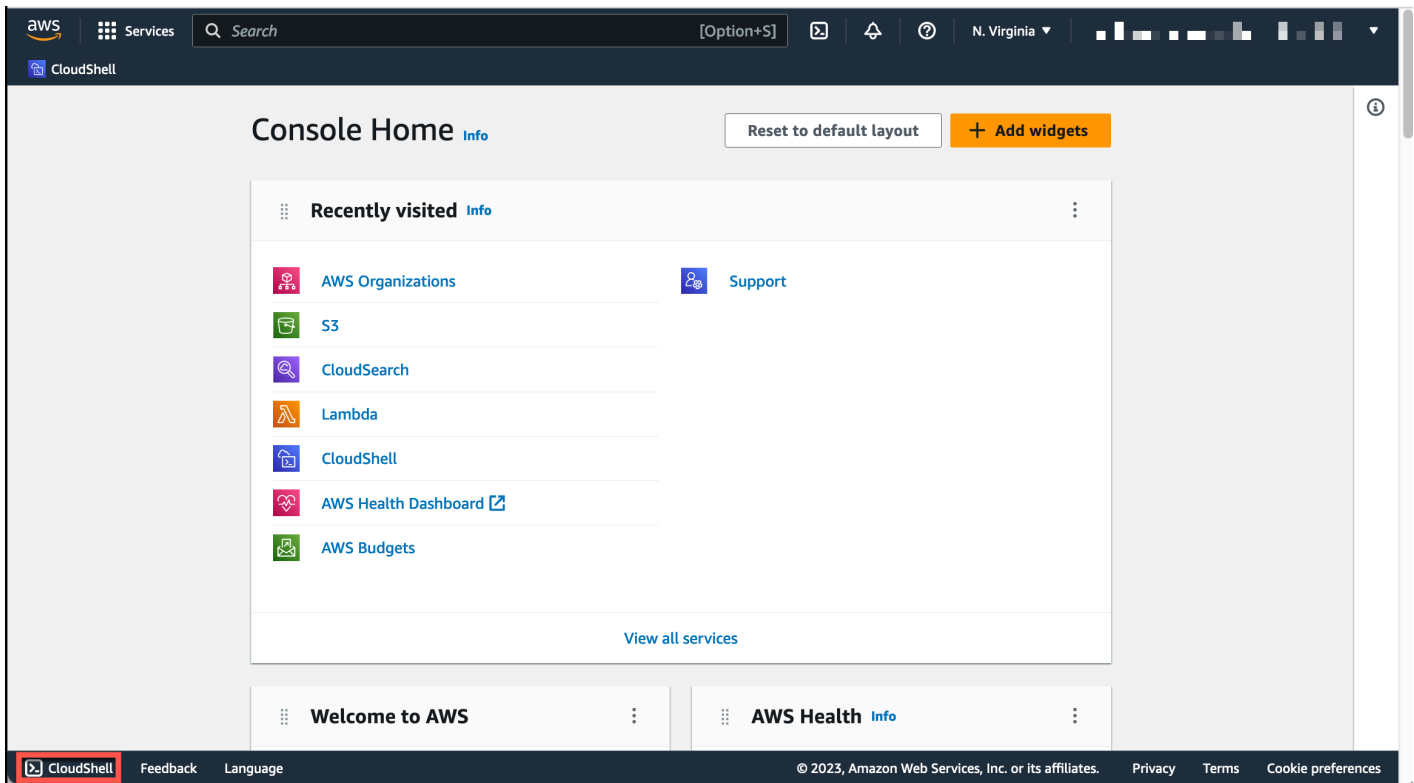 aws Services Search [Option+S] N. Virginia
CloudShell
Console Home Info Reset to default layout + Add widgets
Recently visited Info
AWS Organizations
S3
CloudSearch
Lambda
CloudShell
AWS Health Dashboard
AWS Budgets
Support
View all services
Welcome to AWS
AWS Health Info
CloudShell Feedback Language © 2023, Amazon Web Services, Inc. or its affiliates. Privacy Terms Cookie preferences